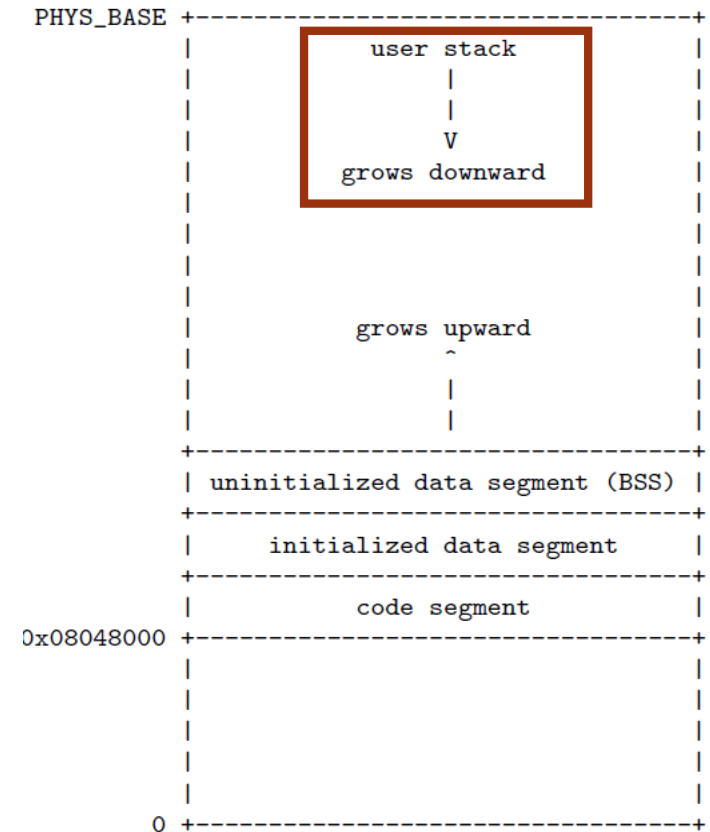 PHYS_BASE +----------------------------------+
| user stack |
| | |
| | |
| V |
| grows downward |
| |
| |
| |
| |
| grows upward |
| ^ |
| | |
| | |
+----------------------------------+
| uninitialized data segment (BSS) |
+----------------------------------+
| initialized data segment |
+----------------------------------+
| code segment |
0x08048000 +----------------------------------+
| |
| |
| |
| |
| |
0 +----------------------------------+